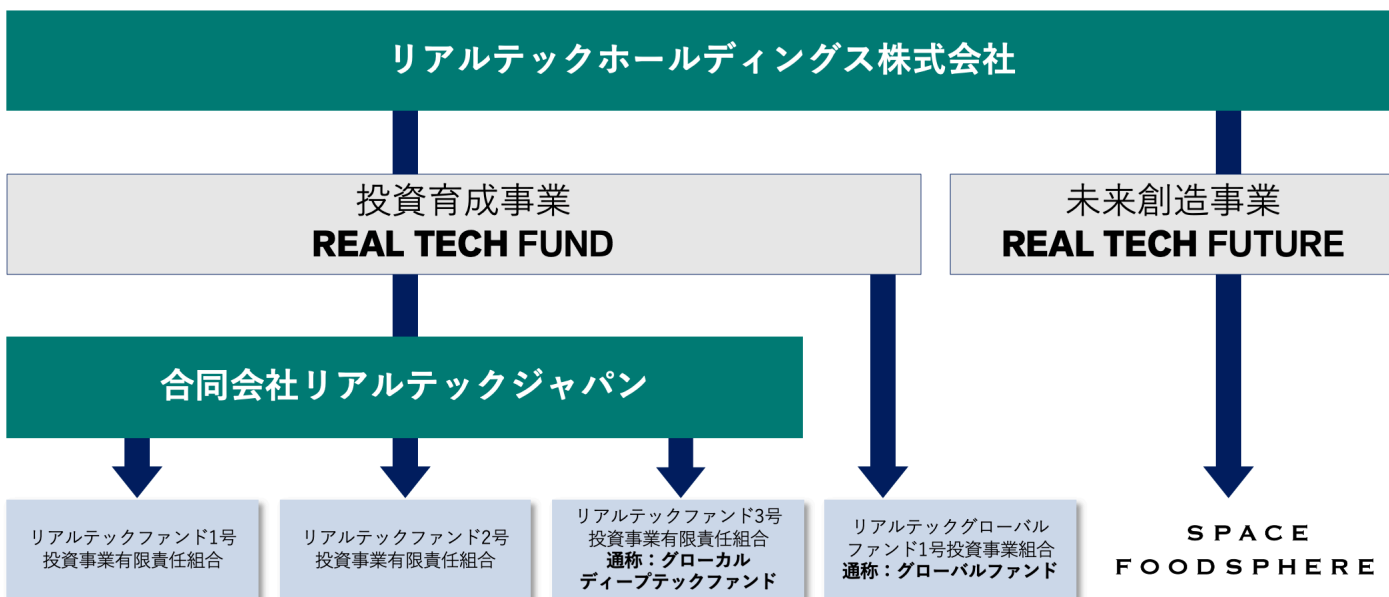 リアルテックホールディングス株式会社
投資育成事業
REAL TECH FUND
未来創造事業
REAL TECH FUTURE
合同会社リアルテックジャパン
リアルテックファンド1号
投資事業有限責任組合
リアルテックファンド2号
投資事業有限責任組合
リアルテックファンド3号
投資事業有限責任組合
通称：グローカル
ディープテックファンド
リアルテックグローバル
ファンド1号投資事業組合
通称：グローバルファンド
SPACE
FOODSPHERE